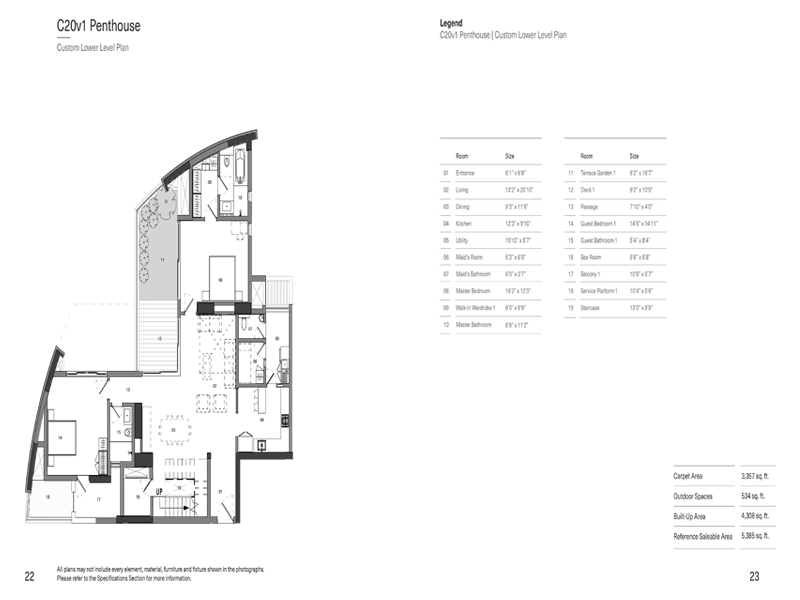 C20v1 Penthouse
Custom Lower Level Plan
Legend
C20v1 Penthouse | Custom Lower Level Plan
Room Size
01 Entrance 6'1" x 9'8"
02 Living 13'2" x 20'10"
03 Dining 9'3" x 11'6"
04 Kitchen 12'3" x 9'10"
05 Utility 10'10" x 5'7"
06 Maid's Room 6'3" x 6'0"
07 Maid's Bathroom 6'0" x 3'7"
08 Master Bedroom 16'2" x 12'3"
09 Walk-in Wardrobe 1 6'0" x 9'9"
10 Master Bathroom 6'8" x 11'2"
Room Size
11 Terrace Garden 1 8'2" x 16'7"
12 Deck 1 9'2" x 10'9"
13 Passage 7'10" x 4'0"
14 Guest Bedroom 1 14'5" x 14'11"
15 Guest Bathroom 1 5'4" x 8'4"
16 Box Room 6'6" x 5'8"
17 Balcony 1 10'9" x 5'7"
18 Service Platform 1 10'4" x 5'6"
19 Staircase 13'0" x 9'8"
09
10
11
08
12
07
05
06
02
13
04
03
15
14
16
19
01
18
17
UP
Carpet Area 3,357 sq. ft.
Outdoor Spaces 534 sq. ft.
Built-Up Area 4,308 sq. ft.
Reference Saleable Area 5,385 sq. ft.
22
All plans may not include every element, material, furniture and fixture shown in the photographs.
Please refer to the Specifications Section for more information.
23